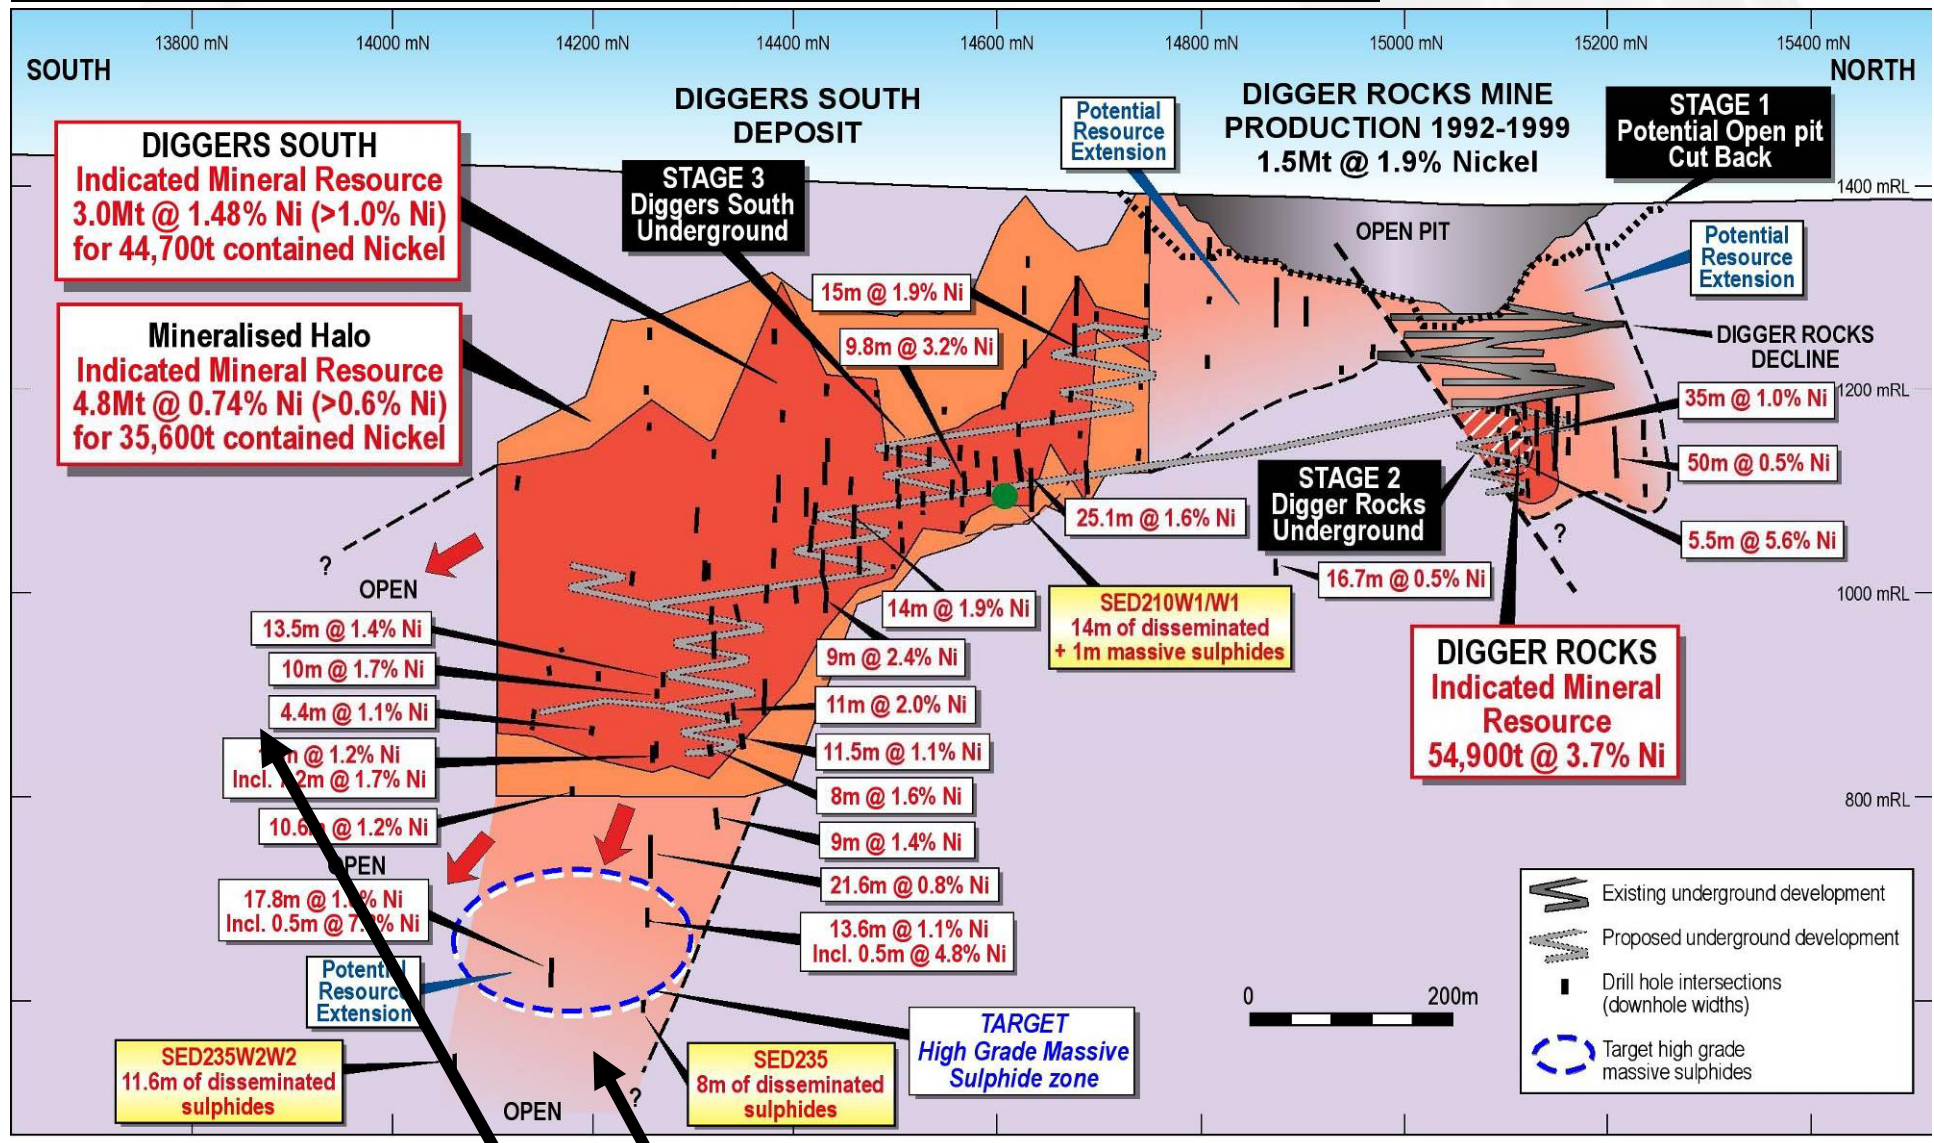 13800 mN
14000 mN
14200 mN
14400 mN
14600 mN
14800 mN
15000 mN
15200 mN
15400 mN
SOUTH
NORTH
DIGGERS SOUTH
DEPOSIT
DIGGER ROCKS MINE
PRODUCTION 1992-1999
1.5Mt @ 1.9% Nickel
Potential
Resource
Extension
STAGE 1
Potential Open pit
Cut Back
DIGGERS SOUTH
Indicated Mineral Resource
3.0Mt @ 1.48% Ni (>1.0% Ni)
for 44,700t contained Nickel
STAGE 3
Diggers South
Underground
1400 mRL
OPEN PIT
Potential
Resource
Extension
Mineralised Halo
Indicated Mineral Resource
4.8Mt @ 0.74% Ni (>0.6% Ni)
for 35,600t contained Nickel
15m @ 1.9% Ni
9.8m @ 3.2% Ni
DIGGER ROCKS
DECLINE
1200 mRL
35m @ 1.0% Ni
50m @ 0.5% Ni
STAGE 2
Digger Rocks
Underground
25.1m @ 1.6% Ni
5.5m @ 5.6% Ni
?
?
OPEN
16.7m @ 0.5% Ni
1000 mRL
14m @ 1.9% Ni
SED210W1/W1
14m of disseminated
+ 1m massive sulphides
13.5m @ 1.4% Ni
10m @ 1.7% Ni
4.4m @ 1.1% Ni
m @ 1.2% Ni
Incl. .2m @ 1.7% Ni
10.6m @ 1.2% Ni
9m @ 2.4% Ni
11m @ 2.0% Ni
11.5m @ 1.1% Ni
8m @ 1.6% Ni
9m @ 1.4% Ni
21.6m @ 0.8% Ni
13.6m @ 1.1% Ni
Incl. 0.5m @ 4.8% Ni
DIGGER ROCKS
Indicated Mineral
Resource
54,900t @ 3.7% Ni
800 mRL
OPEN
17.8m @ Ni
Incl. 0.5m @ Ni
Potential
Resource
Extension
SED235W2W2
11.6m of disseminated
sulphides
SED235
8m of disseminated
sulphides
TARGET
High Grade Massive
Sulphide zone
OPEN
?
0
200m
Existing underground development
Proposed underground development
Drill hole intersections
(downhole widths)
Target high grade
massive sulphides